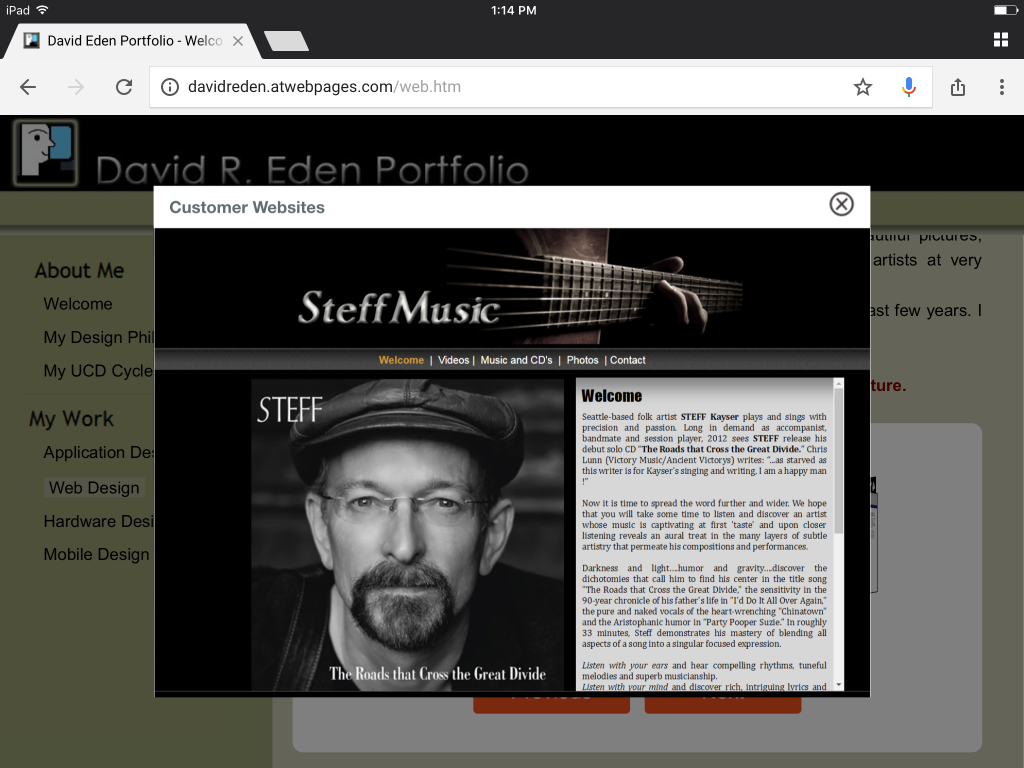 iPad
1:14 PM
David Eden Portfolio - Welco
davidreden.atwebpages.com/web.htm
David R. Eden Portfolio
Customer Websites
autiful pictures,
artists at very
ast few years. I
ture.
About Me
Welcome
My Design Phil
My UCD Cycle
My Work
Application Des
Web Design
Hardware Desi
Mobile Design
Steff Music
Welcome | Videos | Music and CD's | Photos | Contact
STEFF
The Roads that Cross the Great Divide
Welcome
Seattle-based folk artist STEFF Kayser plays and sings with
precision and passion. Long in demand as accompanist,
bandmate and session player, 2012 sees STEFF release his
debut solo CD "The Roads that Cross the Great Divide." Chris
Lunn (Victory Music/Ancient Victorys) writes: "...as starved as
this writer is for Kayser's singing and writing, I am a happy man
!"
Now it is time to spread the word further and wider. We hope
that you will take some time to listen and discover an artist
whose music is captivating at first 'taste' and upon closer
listening reveals an aural treat in the many layers of subtle
artistry that permeate his compositions and performances.
Darkness and light....humor and gravity....discover the
dichotomies that call him to find his center in the title song
"The Roads that Cross the Great Divide," the sensitivity in the
90-year chronicle of his father's life in "I'd Do It All Over Again,"
the pure and naked vocals of the heart-wrenching "Chinatown"
and the Aristophanic humor in "Party Pooper Suzie." In roughly
33 minutes, Steff demonstrates his mastery of blending all
aspects of a song into a singular focused expression.
Listen with your ears and hear compelling rhythms, tuneful
melodies and superb musicianship.
Listen with your mind and discover rich, intriguing lyrics and